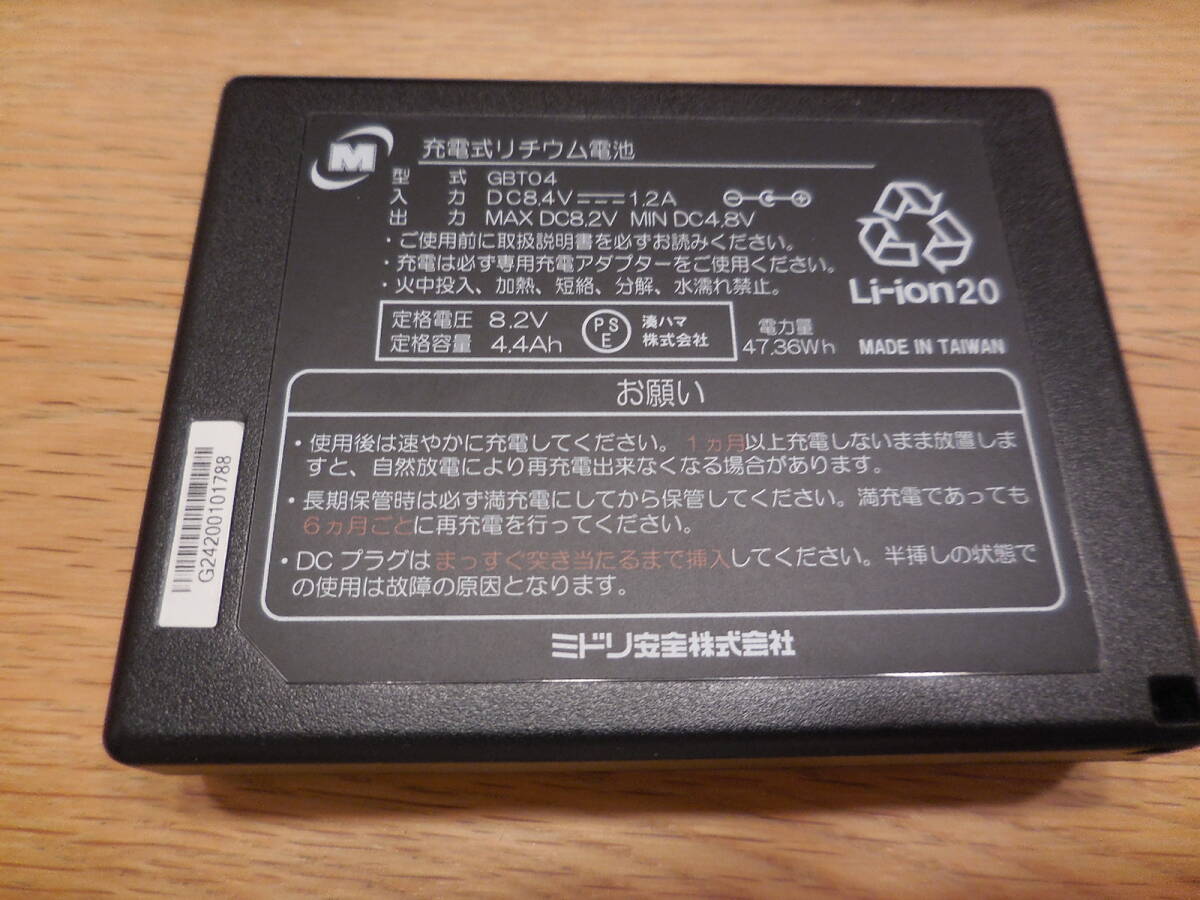 M
充電式リチウム電池
型 式 GBT04
入 力 DC8.4V⎓1.2A
出 力 MAX DC8.2V MIN DC4.8V
・ご使用前に取扱説明書を必ずお読みください。
・充電は必ず専用充電アダプターをご使用ください。
・火中投入、加熱、短絡、分解、水濡れ禁止。
Li-ion20
定格電圧 8.2V
定格容量 4.4Ah
PS
E
湊ハマ
株式会社
電力量
47.36Wh
MADE IN TAIWAN
お願い
・使用後は速やかに充電してください。1ヵ月以上充電しないまま放置しま
すと、自然放電により再充電出来なくなる場合があります。
・長期保管時は必ず満充電にしてから保管してください。満充電であっても
6ヵ月ごとに再充電を行ってください。
・DCプラグはまっすぐ突き当たるまで挿入してください。半挿しの状態で
の使用は故障の原因となります。
ミドリ安全株式会社
G24200101788